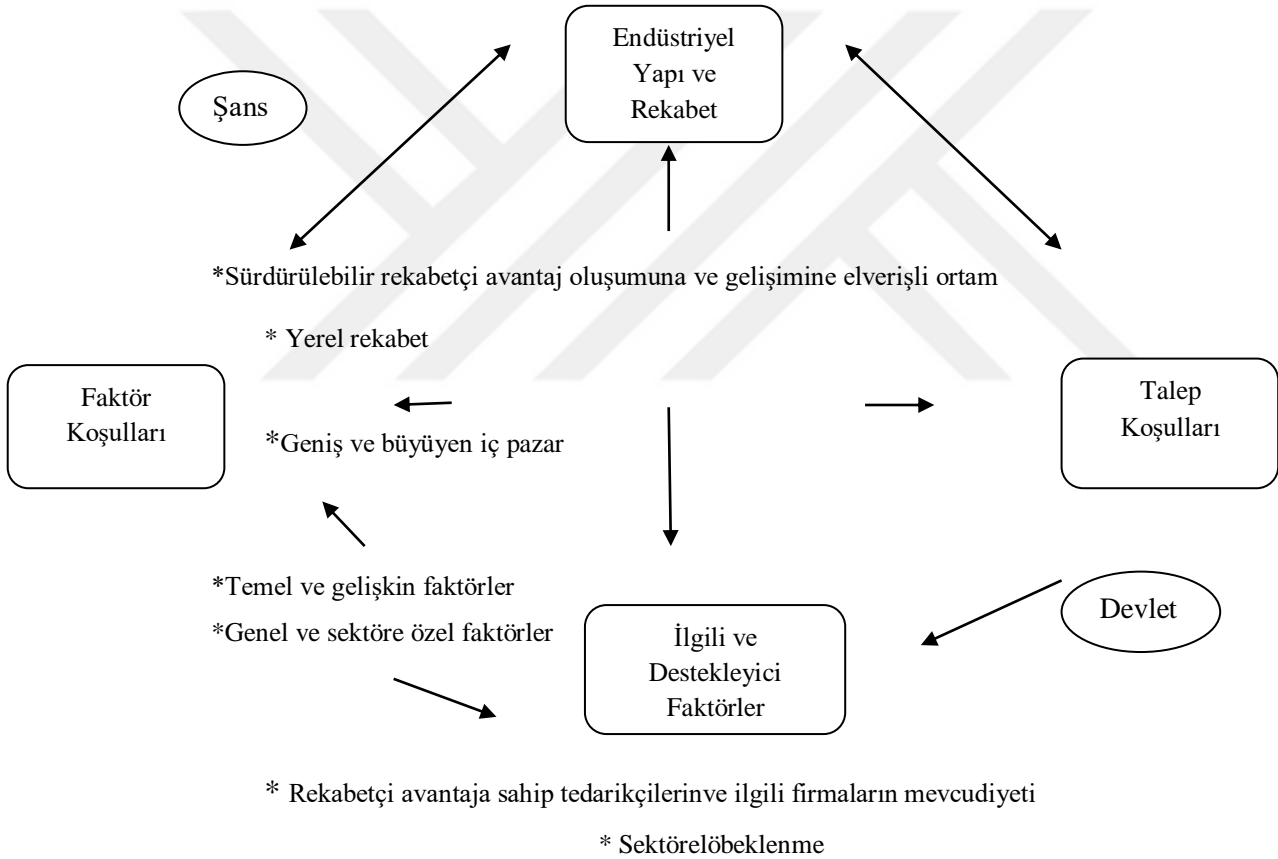 Endüstriyel
Yapı ve
Rekabet
Şans
*Sürdürülebilir rekabetçi avantaj oluşumuna ve gelişimine elverişli ortam
* Yerel rekabet
Faktör
Koşulları
Talep
Koşulları
*Geniş ve büyüyen iç pazar
*Temel ve gelişkin faktörler
*Genel ve sektöre özel faktörler
İlgili ve
Destekleyici
Faktörler
Devlet
* Rekabetçi avantaja sahip tedarikçilerinve ilgili firmaların mevcudiyeti
* Sektörelöbeklenme